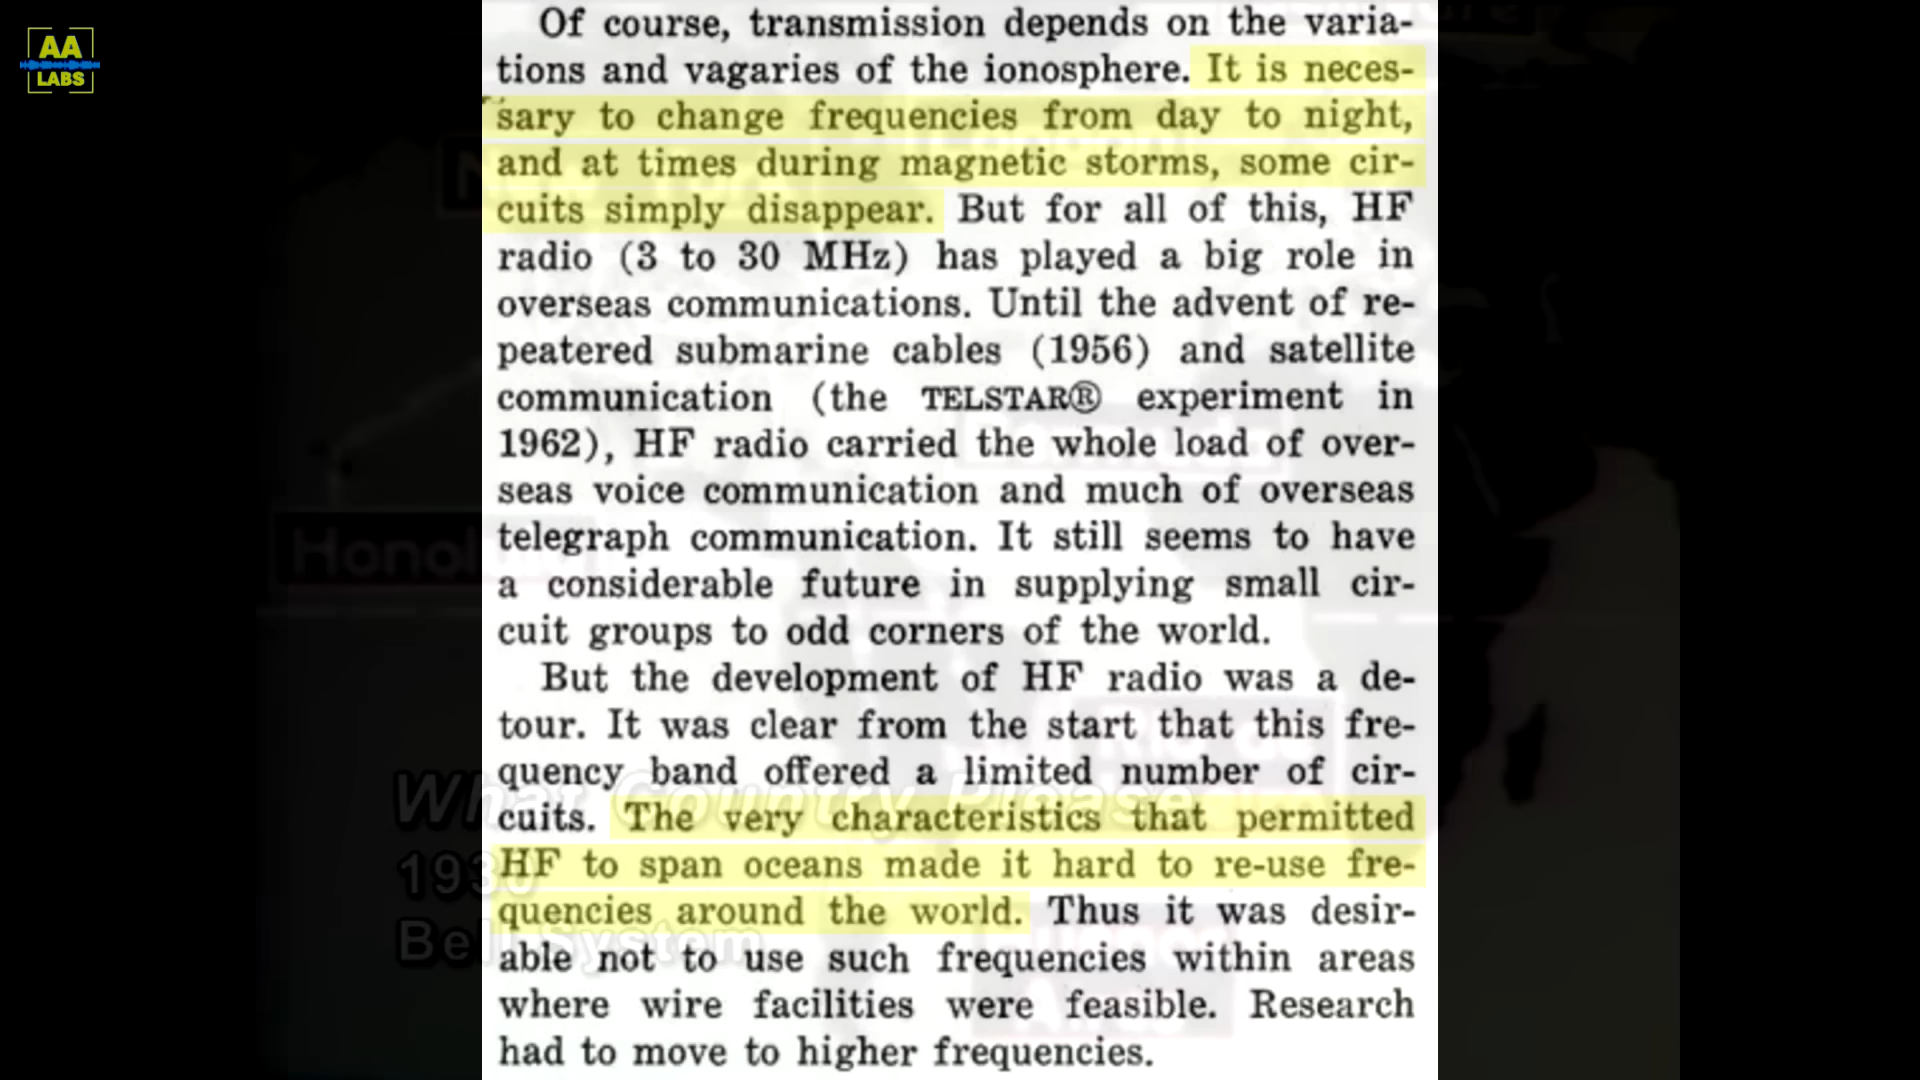 AA
LABS
Of course, transmission depends on the varia-
tions and vagaries of the ionosphere. It is neces-
sary to change frequencies from day to night,
and at times during magnetic storms, some cir-
cuits simply disappear. But for all of this, HF
radio (3 to 30 MHz) has played a big role in
overseas communications. Until the advent of re-
peatered submarine cables (1956) and satellite
communication (the TELSTAR® experiment in
1962), HF radio carried the whole load of over-
seas voice communication and much of overseas
telegraph communication. It still seems to have
a considerable future in supplying small cir-
cuit groups to odd corners of the world.
But the development of HF radio was a de-
tour. It was clear from the start that this fre-
quency band offered a limited number of cir-
cuits. The very characteristics that permitted
HF to span oceans made it hard to re-use fre-
quencies around the world. Thus it was desir-
able not to use such frequencies within areas
where wire facilities were feasible. Research
had to move to higher frequencies.
What Country Please
1930
Bell System